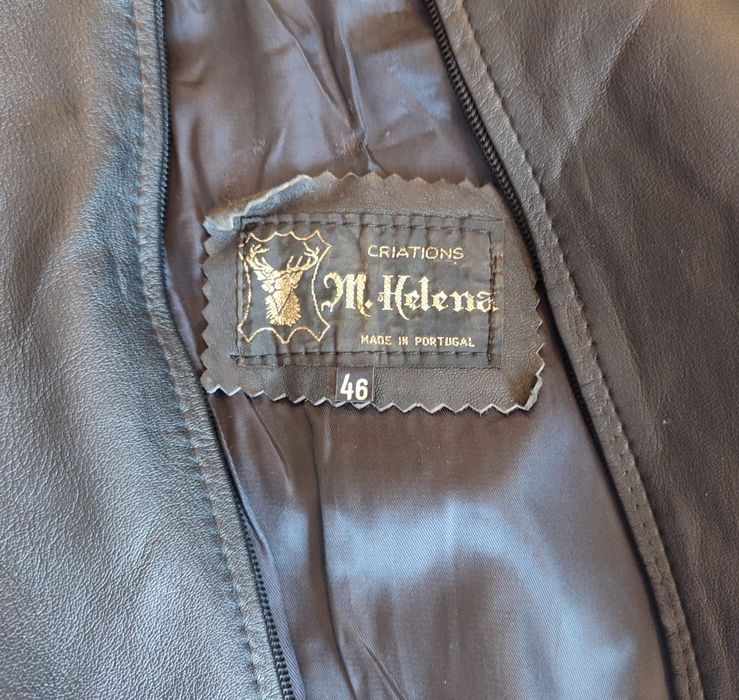 CRIATIONS
M. Helena
MADE IN PORTUGAL
46